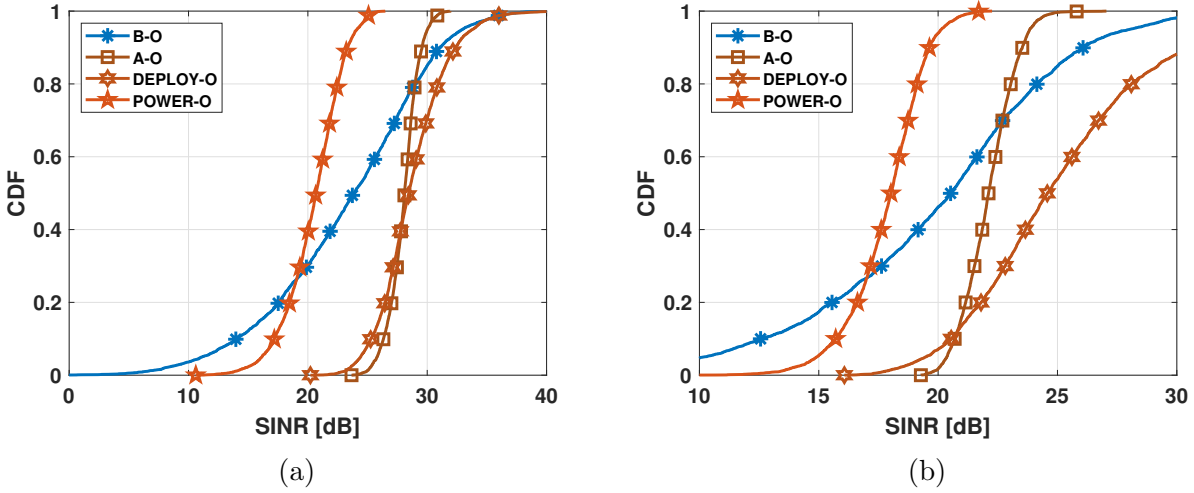 B-O
A-O
DEPLOY-O
POWER-O
1
0.8
0.6
0.4
0.2
0
CDF
0 10 20 30 40
SINR [dB]
(a)
B-O
A-O
DEPLOY-O
POWER-O
1
0.8
0.6
0.4
0.2
0
CDF
10 15 20 25 30
SINR [dB]
(b)